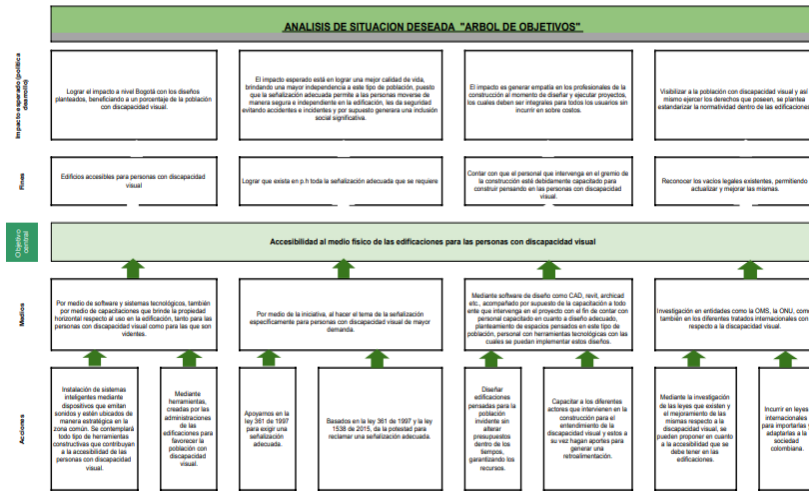 ANALISIS DE SITUACION DESEADA "ARBOL DE OBJETIVOS"
Impacto esperado (politica
desarrollo)
Lograr el impacto a nivel Bogotá con los diseños
planteados, beneficiando a un porcentaje de la población
con discapacidad visual.
El impacto esperado está en lograr una mejor calidad de vida,
brindando una mayor independencia a este tipo de población, puesto
que la señalización adecuada permite a las personas moverse de
manera segura e independiente en la edificación, les da seguridad
evitando accidentes e incidentes y por supuesto generara una inclusión
social significativa.
El impacto es generar empatía en los profesionales de la
construcción al momento de diseñar y ejecutar proyectos,
los cuales deben ser integrales para todos los usuarios sin
incurrir en sobre costos.
Visibilizar a la población con discapacidad visual y así
mismo ejercer los derechos que poseen, se plantea
estandarizar la normatividad dentro de las edificaciones
Fines
Edificios accesibles para personas con discapacidad
visual
Lograr que exista en p.h toda la señalización adecuada que se requiere
Contar con que el personal que intervenga en el gremio de
la construcción esté debidamente capacitado para
construir pensando en las personas con discapacidad
visual.
Reconocer los vacíos legales existentes, permitiendo
actualizar y mejorar las mismas.
Objetivo
central
Accesibilidad al medio físico de las edificaciones para las personas con discapacidad visual
Medios
Por medio de software y sistemas tecnológicos, también
por medio de capacitaciones que brinde la propiedad
horizontal respecto al uso en la edificación, tanto para las
personas con discapacidad visual como para las que son
videntes.
Por medio de la iniciativa, al hacer el tema de la señalización
específicamente para personas con discapacidad visual de mayor
demanda.
Mediante software de diseño como CAD, revit, archicad
etc., acompañado por supuesto de la capacitación a todo
ente que intervenga en el proyecto con el fin de contar con
personal capacitado en cuanto a diseño adecuado,
planteamiento de espacios pensados en este tipo de
población, personal con herramientas tecnológicas con las
cuales se puedan implementar estos diseños.
Investigación en entidades como la OMS, la ONU, como
también en los diferentes tratados internacionales con
respecto a la discapacidad visual.
Acciones
Instalación de sistemas
inteligentes mediante
dispositivos que emitan
sonidos y estén ubicados de
manera estratégica en la
zona común. Se contemplará
todo tipo de herramientas
constructivas que contribuyan
a la accesibilidad de las
personas con discapacidad
visual.
Mediante
herramientas,
creadas por las
administraciones
de las
edificaciones para
favorecer la
población con
discapacidad
visual.
Apoyarnos en la
ley 361 de 1997
para exigir una
señalización
adecuada.
Basados en la ley 361 de 1997 y la ley
1538 de 2015, da la potestad para
reclamar una señalización adecuada.
Diseñar
edificaciones
pensadas para la
población
invidente sin
alterar
presupuestos
dentro de los
tiempos,
garantizando los
recursos.
Capacitar a los diferentes
actores que intervienen en la
construcción para el
entendimiento de la
discapacidad visual y estos a
su vez hagan aportes para
generar una
retroalimentación.
Mediante la investigación
de las leyes que existen y
el mejoramiento de las
mismas respecto a la
discapacidad visual, se
pueden proponer en cuanto
a la accesibilidad que se
debe tener en las
edificaciones.
Incurrir en leyes
internacionales
para importarlas y
adaptarlas a la
sociedad
colombiana.